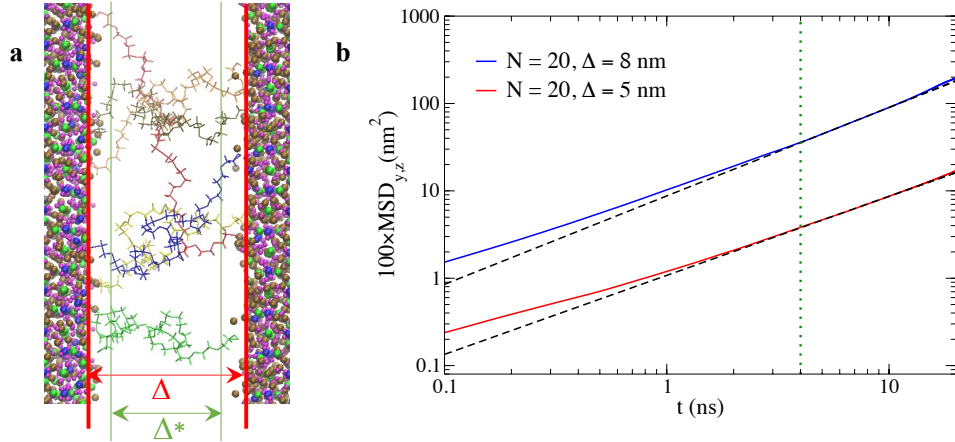 a
Δ
Δ*
b
N = 20, Δ = 8 nm
N = 20, Δ = 5 nm
100×MSD_{y,z}(nm²)
1000
100
10
1
0.1
0.1
1
10
t (ns)